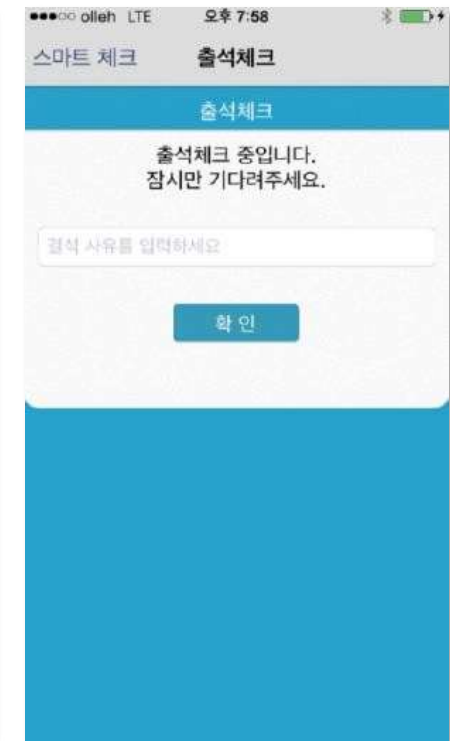 olleh LTE 오후 7:58
스마트 체크 출석체크
출석체크
출석체크 중입니다.
잠시만 기다려주세요.
결석 사유를 입력하세요
확 인